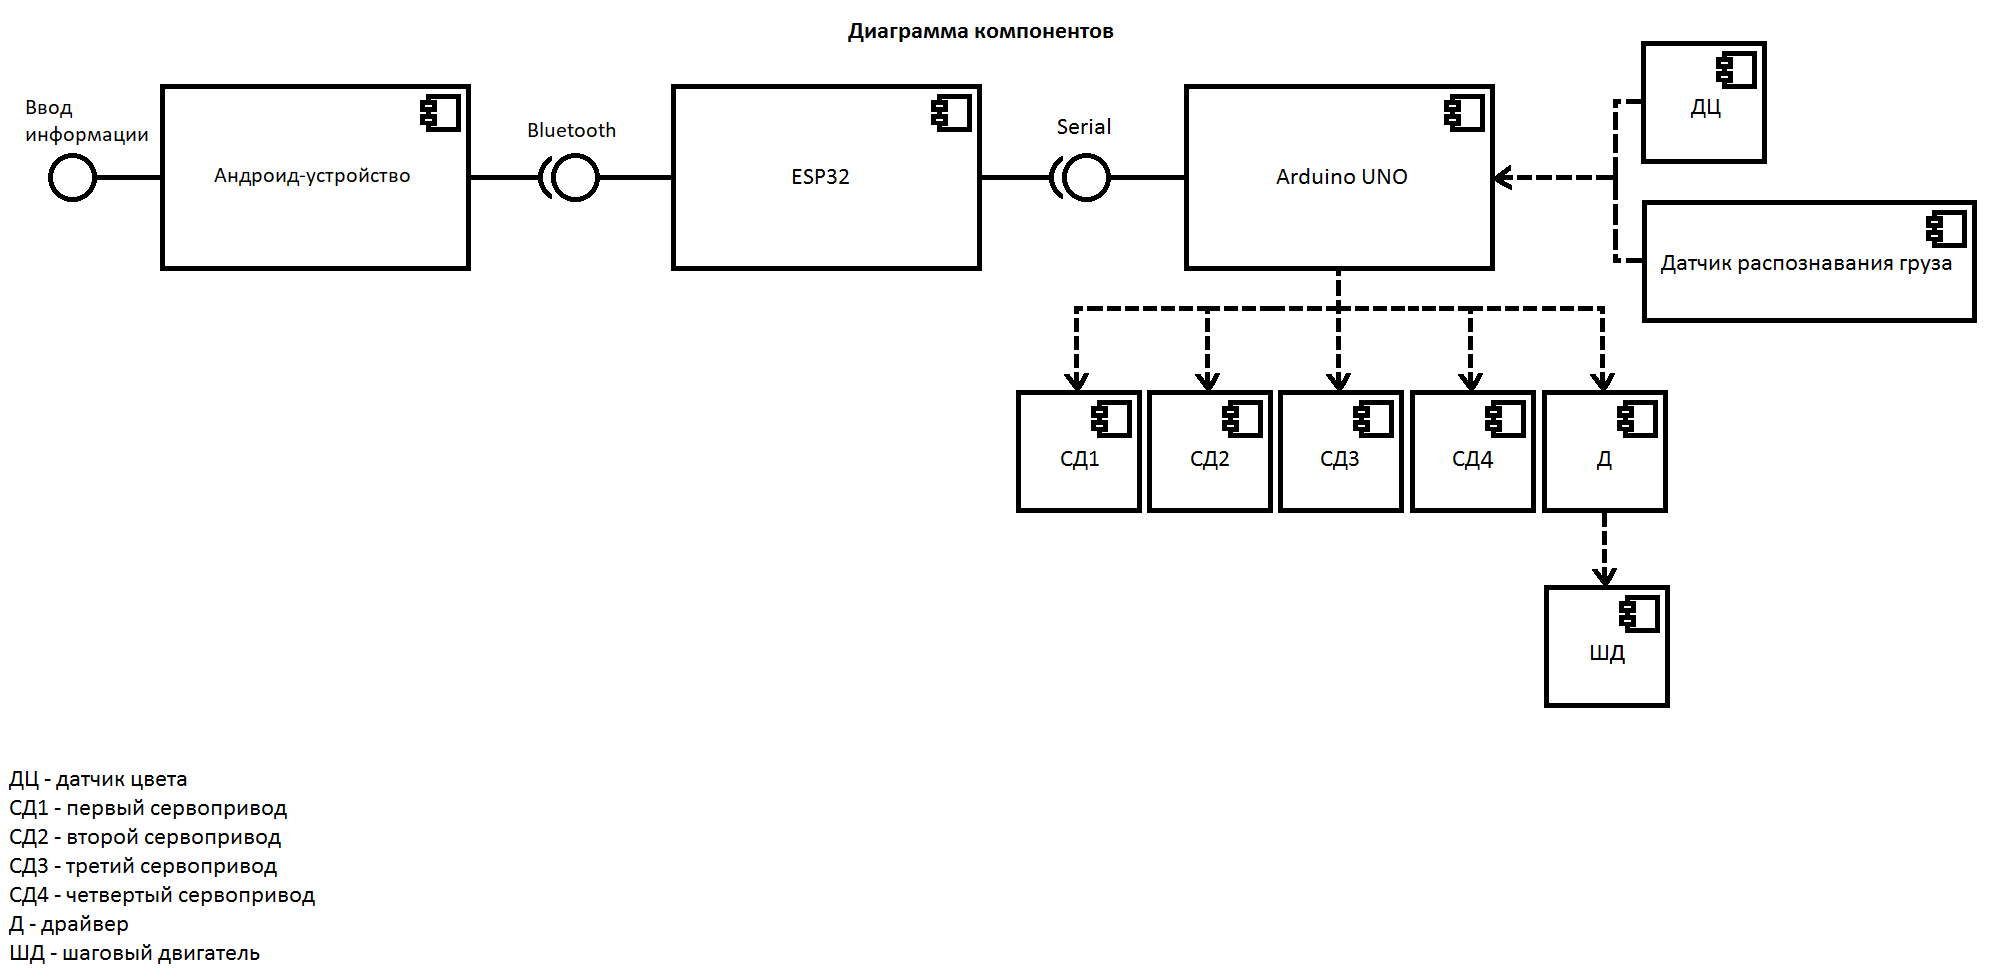 Диаграмма компонентов
Ввод
информации
Андроид-устройство
Bluetooth
ESP32
Serial
Arduino UNO
ДЦ
Датчик распознавания груза
СД1
СД2
СД3
СД4
Д
ШД
ДЦ - датчик цвета
СД1 - первый сервопривод
СД2 - второй сервопривод
СД3 - третий сервопривод
СД4 - четвертый сервопривод
Д - драйвер
ШД - шаговый двигатель